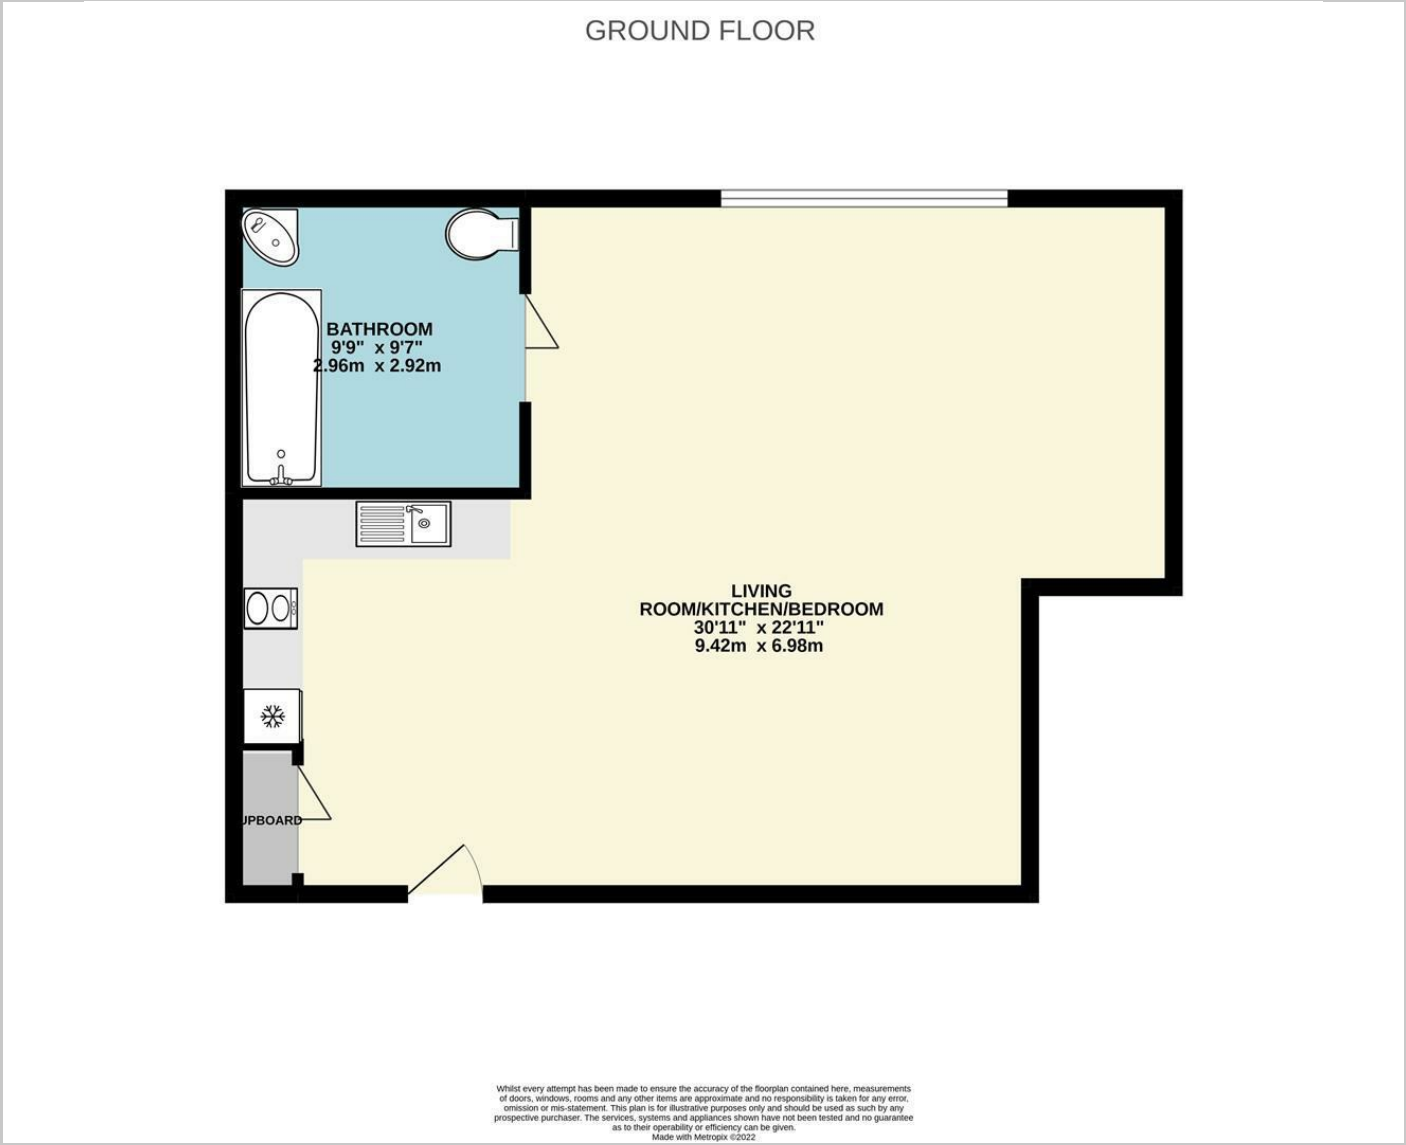 GROUND FLOOR
BATHROOM
9'9" x 9'7"
2.96m x 2.92m
LIVING
ROOM/KITCHEN/BEDROOM
30'11" x 22'11"
9.42m x 6.98m
UPBOARD
Whilst every attempt has been made to ensure the accuracy of the floorplan contained here, measurements
of doors, windows, rooms and any other items are approximate and no responsibility is taken for any error,
omission or mis-statement. This plan is for illustrative purposes only and should be used as such by any
prospective purchaser. The services, systems and appliances shown have not been tested and no guarantee
as to their operability or efficiency can be given.
Made with Metropix ©2022